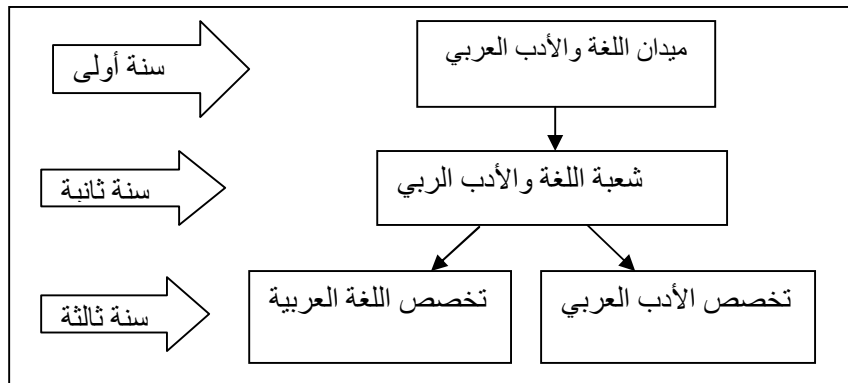 ميدان اللغة والأدب العربي
سنة أولى
شعبة اللغة والأدب الربي
سنة ثانية
تخصص الأدب العربي
تخصص اللغة العربية
سنة ثالثة